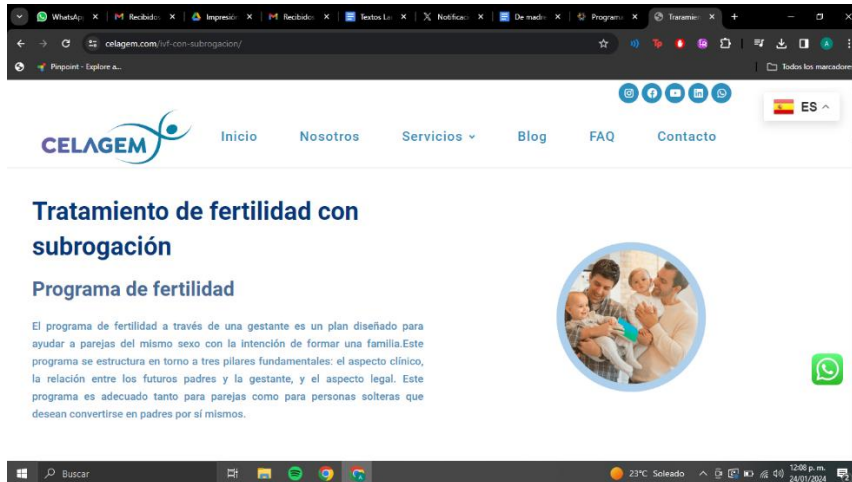 WhatsAp
Recibido
Impresió
Recibido
Textos La
Notificac
De madr
Program
Tratamie
celagem.com/ivf-con-subrogacion/
Pinpoint - Explore a...
Todos los marcadores
ES
CELAGEM
Inicio
Nosotros
Servicios
Blog
FAQ
Contacto
Tratamiento de fertilidad con
subrogación
Programa de fertilidad
El programa de fertilidad a través de una gestante es un plan diseñado para
ayudar a parejas del mismo sexo con la intención de formar una familia.Este
programa se estructura en torno a tres pilares fundamentales: el aspecto clínico,
la relación entre los futuros padres y la gestante, y el aspecto legal. Este
programa es adecuado tanto para parejas como para personas solteras que
desean convertirse en padres por sí mismos.
Buscar
23°C Soleado
12:08 p. m.
24/01/2024